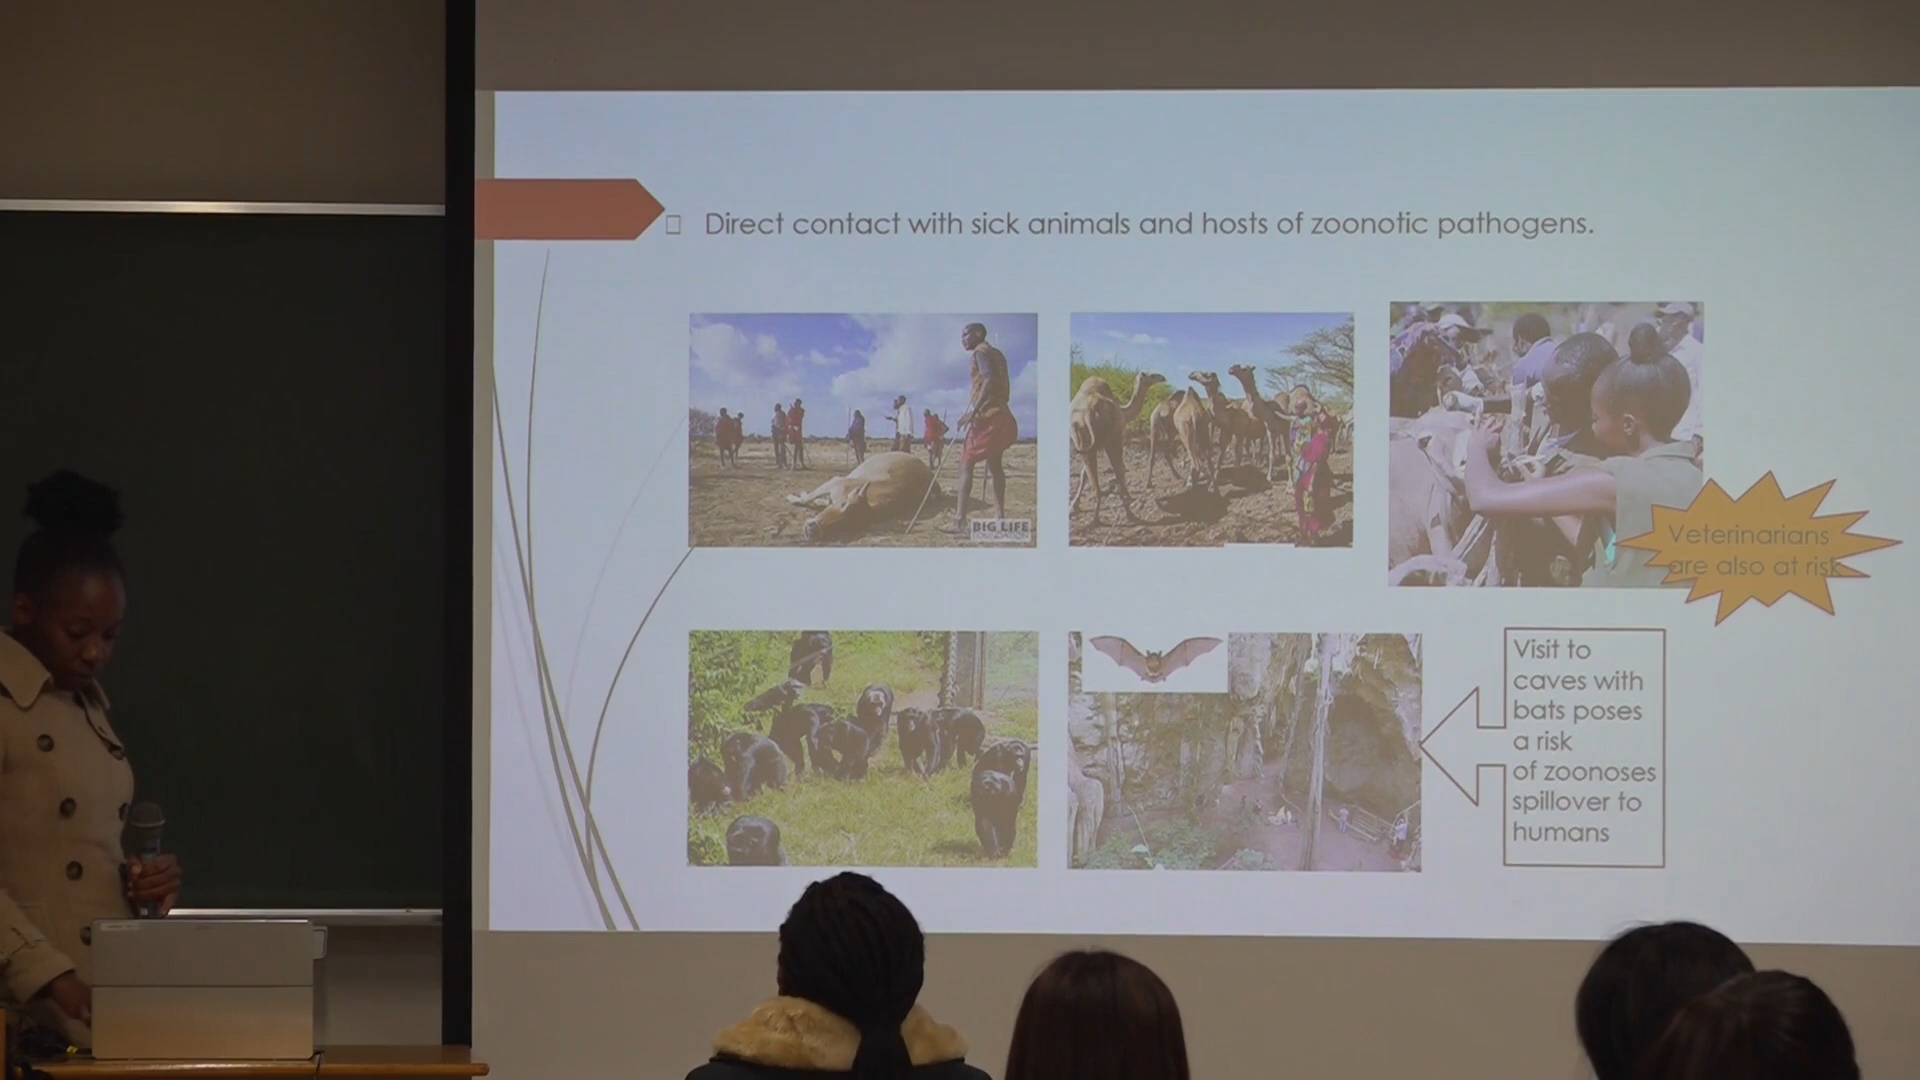 Direct contact with sick animals and hosts of zoonotic pathogens.
BIG LIFE
FOUNDATION
Veterinarians
are also at risk
Visit to
caves with
bats poses
a risk
of zoonoses
spillover to
humans